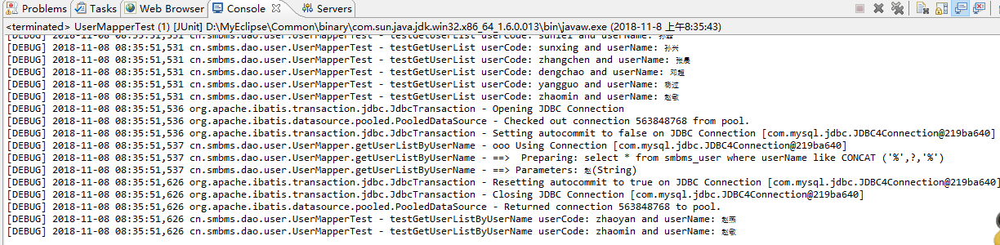 Problems Tasks Web Browser Console Servers
<terminated> UserMapperTest (1) [JUnit] D:\MyEclipse\Common\binary\com.sun.java.jdk.win32.x86_64_1.6.0.013\bin\javaw.exe (2018-11-8 上午8:35:43)
[DEBUG] 2018-11-08 08:35:51,531 cn.smbms.dao.user.UserMapperTest - testGetUserList userCode: sunlei and userName:
[DEBUG] 2018-11-08 08:35:51,531 cn.smbms.dao.user.UserMapperTest - testGetUserList userCode: sunxing and userName: 孙兴
[DEBUG] 2018-11-08 08:35:51,531 cn.smbms.dao.user.UserMapperTest - testGetUserList userCode: zhangchen and userName: 张晨
[DEBUG] 2018-11-08 08:35:51,531 cn.smbms.dao.user.UserMapperTest - testGetUserList userCode: dengchao and userName: 邓超
[DEBUG] 2018-11-08 08:35:51,531 cn.smbms.dao.user.UserMapperTest - testGetUserList userCode: yangguo and userName: 杨过
[DEBUG] 2018-11-08 08:35:51,531 cn.smbms.dao.user.UserMapperTest - testGetUserList userCode: zhaomin and userName: 赵敏
[DEBUG] 2018-11-08 08:35:51,536 org.apache.ibatis.transaction.jdbc.JdbcTransaction - Opening JDBC Connection
[DEBUG] 2018-11-08 08:35:51,536 org.apache.ibatis.datasource.pooled.PooledDataSource - Checked out connection 563848768 from pool.
[DEBUG] 2018-11-08 08:35:51,536 org.apache.ibatis.transaction.jdbc.JdbcTransaction - Setting autocommit to false on JDBC Connection [com.mysql.jdbc.JDBC4Connection@219ba640]
[DEBUG] 2018-11-08 08:35:51,537 cn.smbms.dao.user.UserMapper.getUserListByUserName - ooo Using Connection [com.mysql.jdbc.JDBC4Connection@219ba640]
[DEBUG] 2018-11-08 08:35:51,537 cn.smbms.dao.user.UserMapper.getUserListByUserName - ==>  Preparing: select * from smbms_user where userName like CONCAT ('%',?,'%')
[DEBUG] 2018-11-08 08:35:51,537 cn.smbms.dao.user.UserMapper.getUserListByUserName - ==> Parameters: 赵(String)
[DEBUG] 2018-11-08 08:35:51,626 org.apache.ibatis.transaction.jdbc.JdbcTransaction - Resetting autocommit to true on JDBC Connection [com.mysql.jdbc.JDBC4Connection@219ba640]
[DEBUG] 2018-11-08 08:35:51,626 org.apache.ibatis.transaction.jdbc.JdbcTransaction - Closing JDBC Connection [com.mysql.jdbc.JDBC4Connection@219ba640]
[DEBUG] 2018-11-08 08:35:51,626 org.apache.ibatis.datasource.pooled.PooledDataSource - Returned connection 563848768 to pool.
[DEBUG] 2018-11-08 08:35:51,626 cn.smbms.dao.user.UserMapperTest - testGetUserListByUserName userCode: zhaoyan and userName: 赵燕
[DEBUG] 2018-11-08 08:35:51,626 cn.smbms.dao.user.UserMapperTest - testGetUserListByUserName userCode: zhaomin and userName: 赵敏